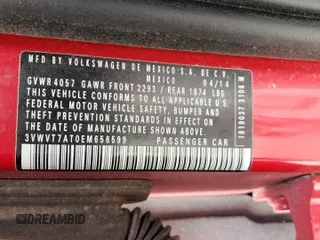 MFD BY VOLKSWAGEN DE MEXICO S.A. DE C.V.
MEXICO 04/14
GVWR 4057 GAWR FRONT 2293 / REAR 1874 LBS
THIS VEHICLE CONFORMS TO ALL APPLICABLE U.S.
FEDERAL MOTOR VEHICLE SAFETY, BUMPER AND
THEFT PREVENTION STANDARDS IN EFFECT ON THE
DATE OF MANUFACTURE SHOWN ABOVE
3VWVT7AT0EM656599 PASSENGER CAR
DREAMBID